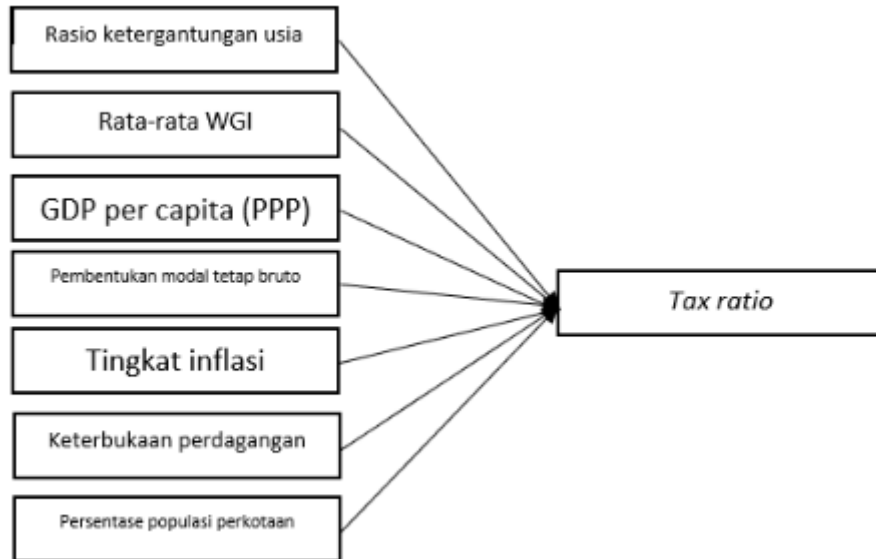 Rasio ketergantungan usia
Rata-rata WGI
GDP per capita (PPP)
Pembentukan modal tetap bruto
Tingkat inflasi
Keterbukaan perdagangan
Persentase populasi perkotaan
Tax ratio